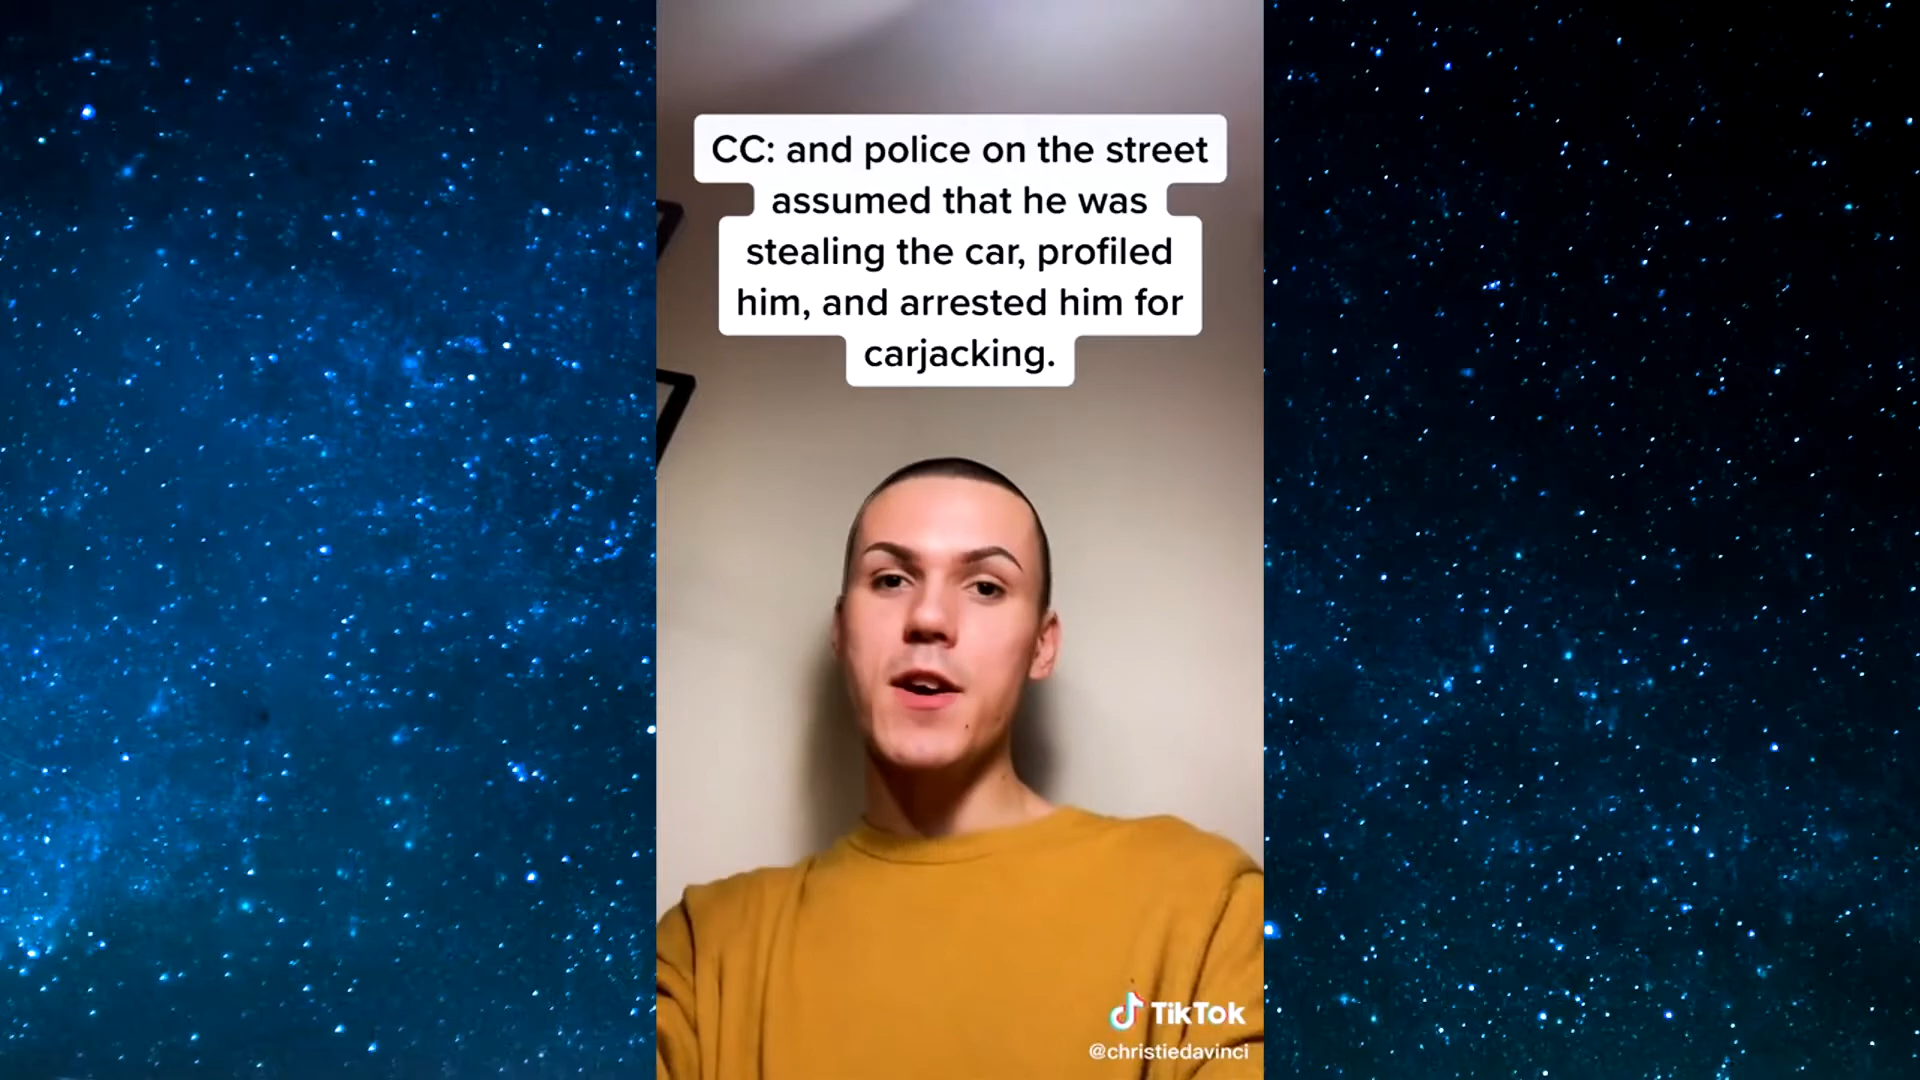 CC: and police on the street
assumed that he was
stealing the car, profiled
him, and arrested him for
carjacking.
TikTok
@christiedavinci